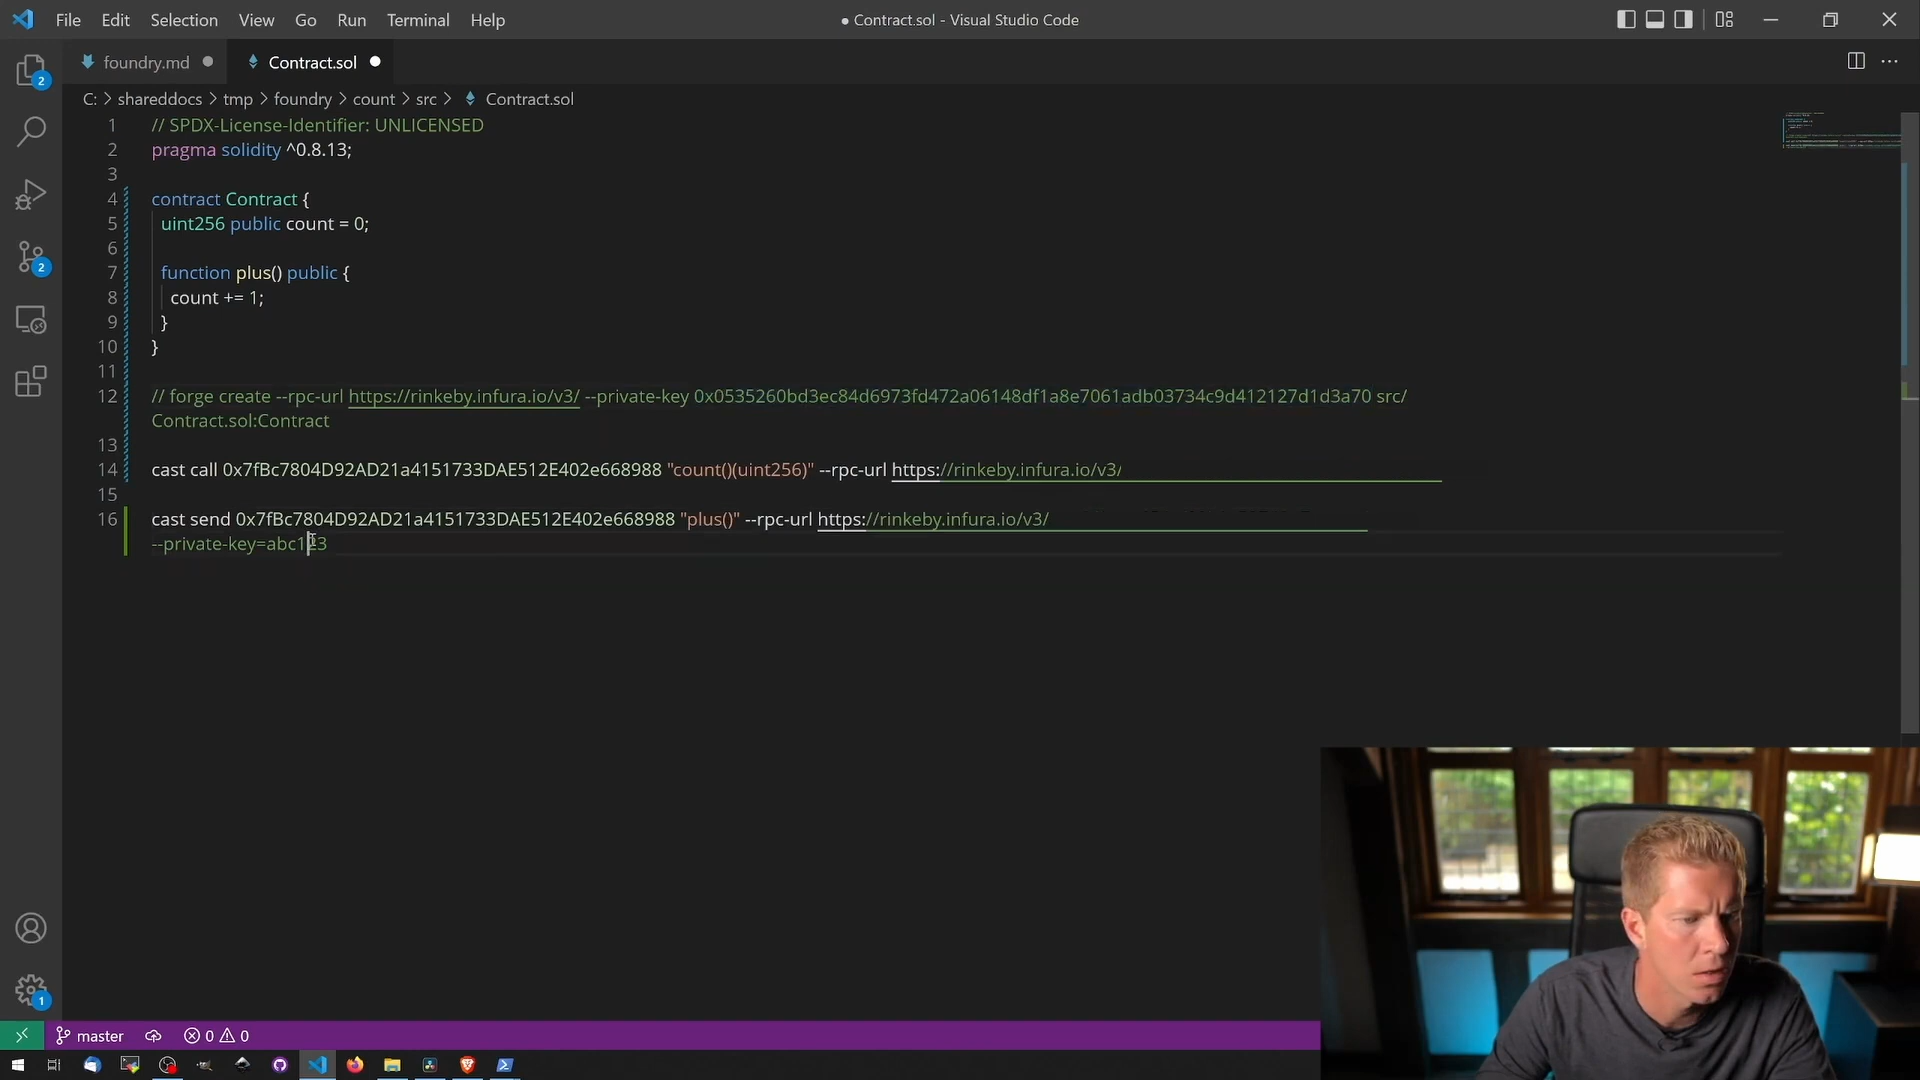 File Edit Selection View Go Run Terminal Help
● Contract.sol - Visual Studio Code
foundry.md Contract.sol
C: > shareddocs > tmp > foundry > count > src > Contract.sol
1 // SPDX-License-Identifier: UNLICENSED
2 pragma solidity ^0.8.13;
3
4 contract Contract {
5 uint256 public count = 0;
6
7 function plus() public {
8 count += 1;
9 }
10 }
11
12 // forge create --rpc-url https://rinkeby.infura.io/v3/ --private-key 0x0535260bd3ec84d6973fd472a06148df1a8e7061adb03734c9d412127d1d3a70 src/
Contract.sol:Contract
13
14 cast call 0x7fBc7804D92AD21a4151733DAE512E402e668988 "count()(uint256)" --rpc-url https://rinkeby.infura.io/v3/
15
16 cast send 0x7fBc7804D92AD21a4151733DAE512E402e668988 "plus()" --rpc-url https://rinkeby.infura.io/v3/
--private-key=abc123
2
2
1
master 0 0